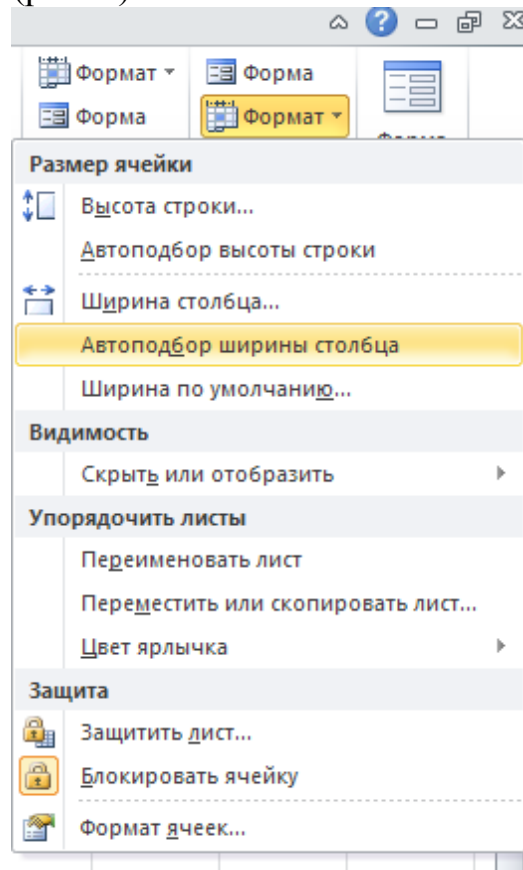 Формат Форма
Форма Формат
Размер ячейки
Высота строки...
Автоподбор высоты строки
Ширина столбца...
Автоподбор ширины столбца
Ширина по умолчанию...
Видимость
Скрыть или отобразить
Упорядочить листы
Переименовать лист
Переместить или скопировать лист...
Цвет ярлычка
Защита
Защитить лист...
Блокировать ячейку
Формат ячеек...